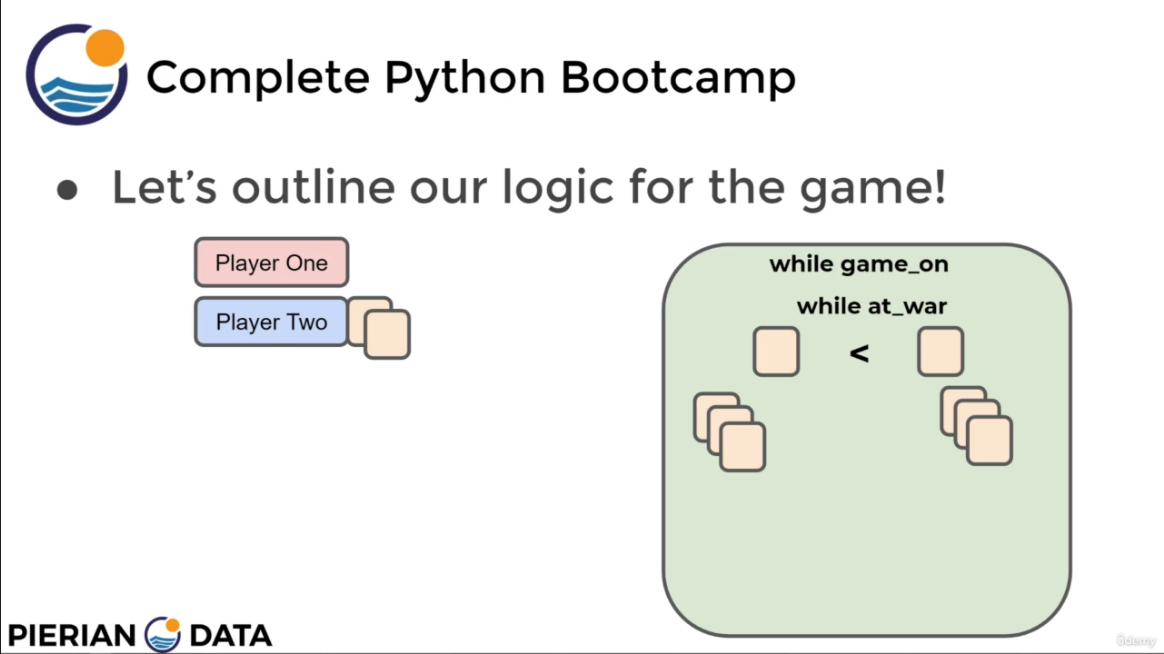 Complete Python Bootcamp
● Let's outline our logic for the game!
Player One
Player Two
while game_on
while at_war
<
PIERIAN DATA
ûdemy